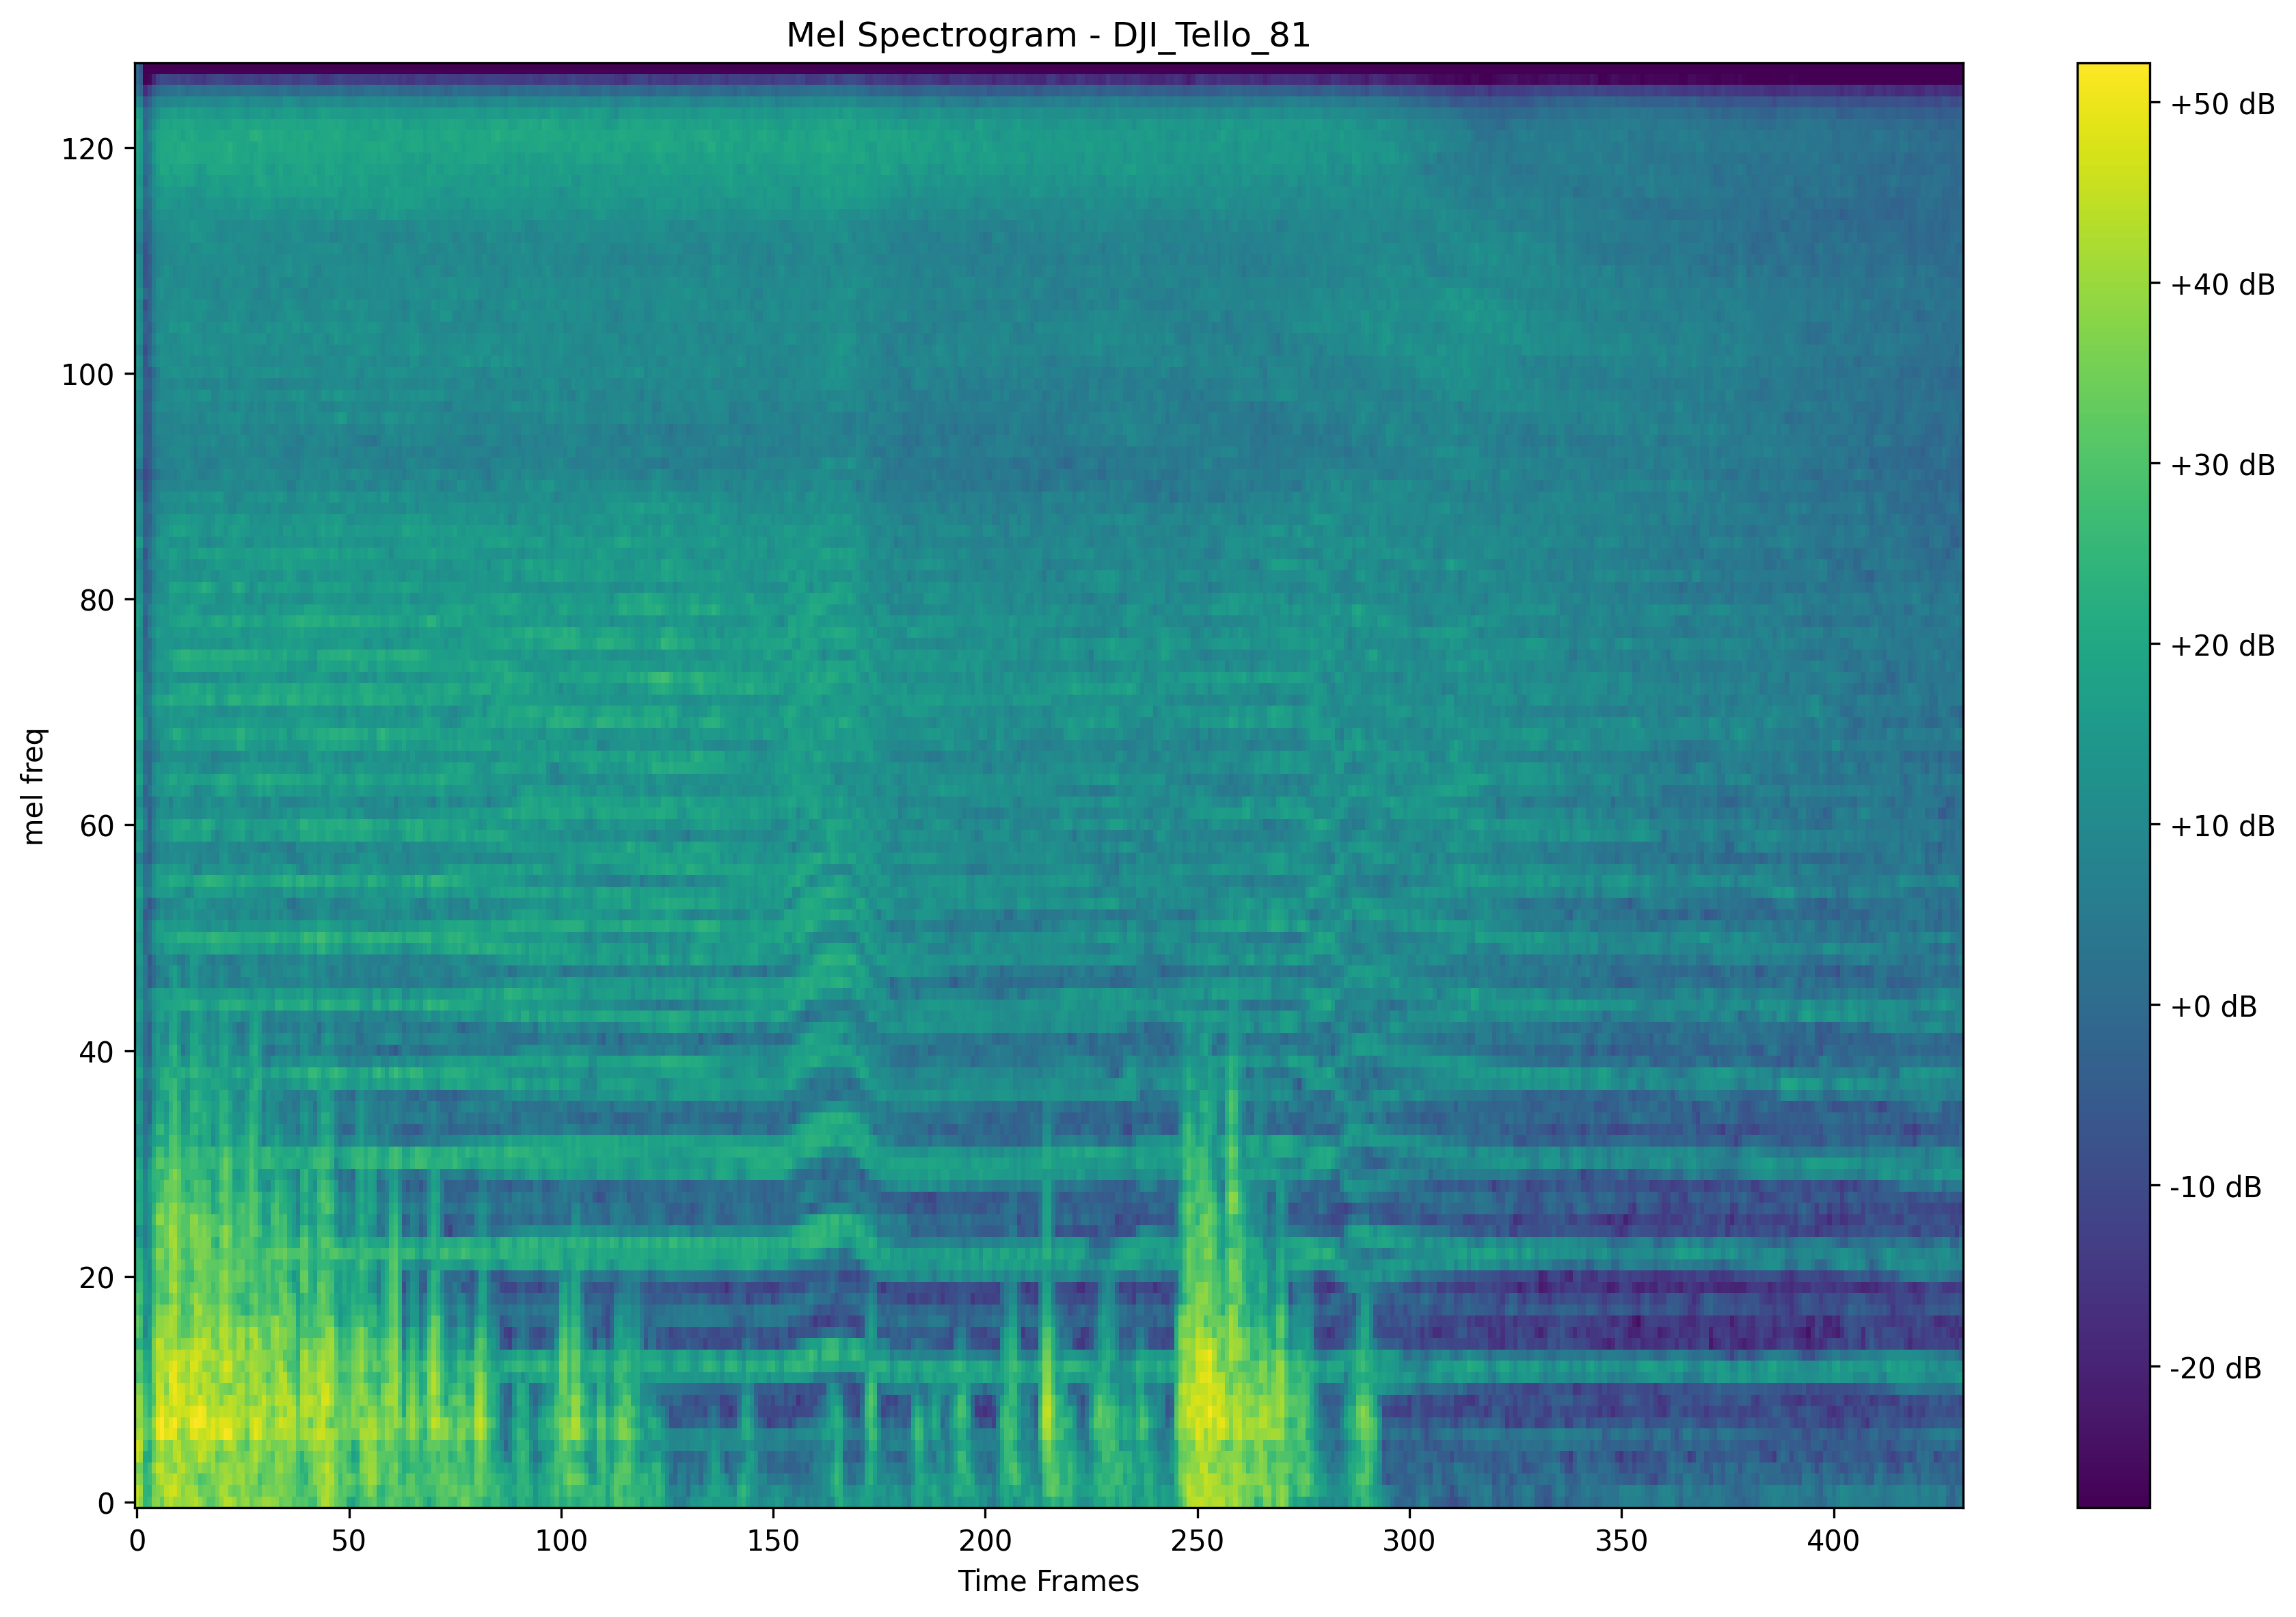 Mel Spectrogram - DJI_Tello_81
+50 dB
120
+40 dB
100
+30 dB
80
+20 dB
mel freq
60
+10 dB
40
+0 dB
-10 dB
20
-20 dB
0
0 50 100 150 200 250 300 350 400
Time Frames